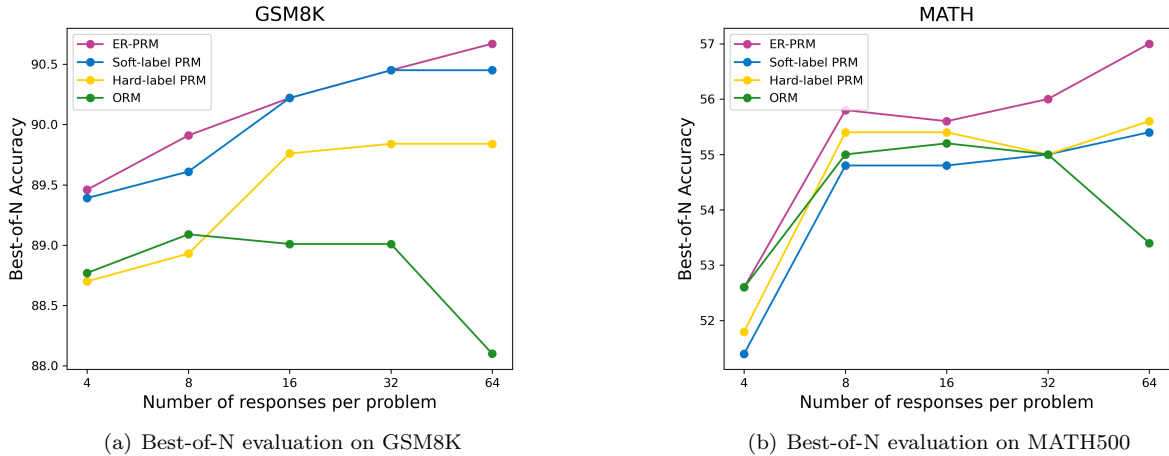 GSM8K
ER-PRM
Soft-label PRM
Hard-label PRM
ORM
Best-of-N Accuracy
90.5
90.0
89.5
89.0
88.5
88.0
4 8 16 32 64
Number of responses per problem
(a) Best-of-N evaluation on GSM8K
MATH
ER-PRM
Soft-label PRM
Hard-label PRM
ORM
Best-of-N Accuracy
57
56
55
54
53
52
4 8 16 32 64
Number of responses per problem
(b) Best-of-N evaluation on MATH500